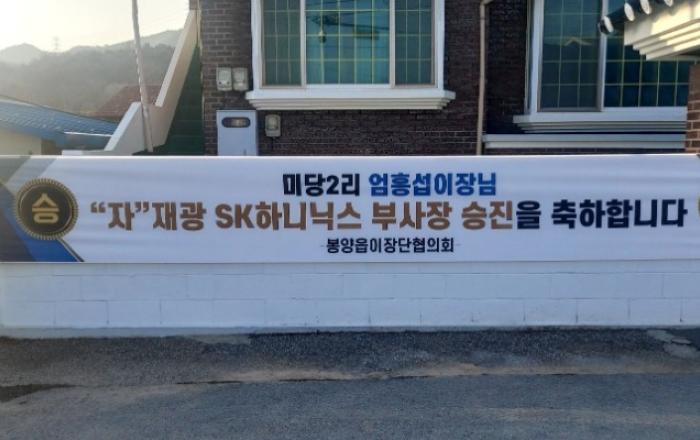 미당2리 엄흥섭이장님
승 “자”재광 SK하니닉스 부사장 승진을 축하합니다
-봉양읍이장단협의회-